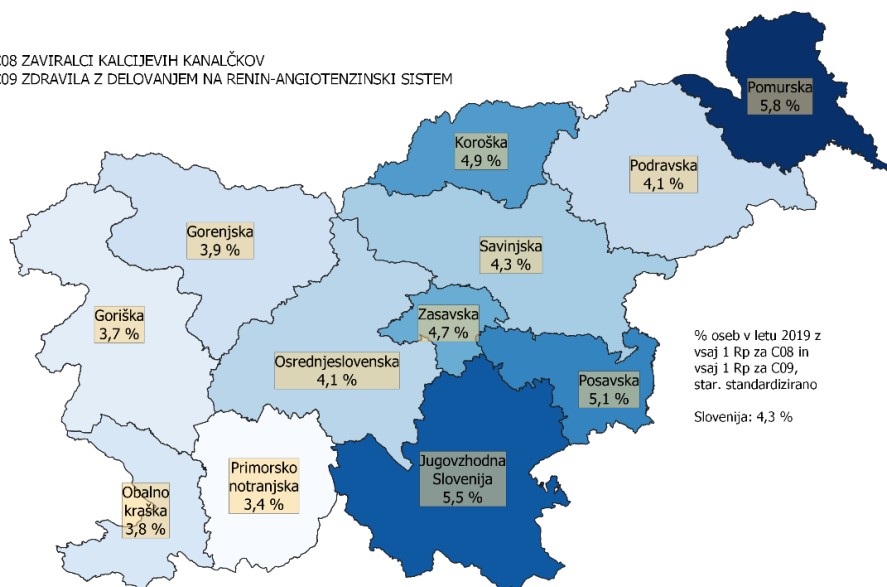 C08 ZAVIRALCI KALCIJEVIH KANALČKOV
C09 ZDRAVILA Z DELOVANJEM NA RENIN-ANGIOTENZINSKI SISTEM
Pomurska
5,8 %
Koroška
4,9 %
Podravska
4,1 %
Gorenjska
3,9 %
Savinjska
4,3 %
Goriška
3,7 %
Zasavska
4,7 %
Osrednjeslovenska
4,1 %
Posavska
5,1 %
% oseb v letu 2019 z
vsaj 1 Rp za C08 in
vsaj 1 Rp za C09,
star. standardizirano
Slovenija: 4,3 %
Obalno
kraška
3,8 %
Primorsko
notranjska
3,4 %
Jugovzhodna
Slovenija
5,5 %